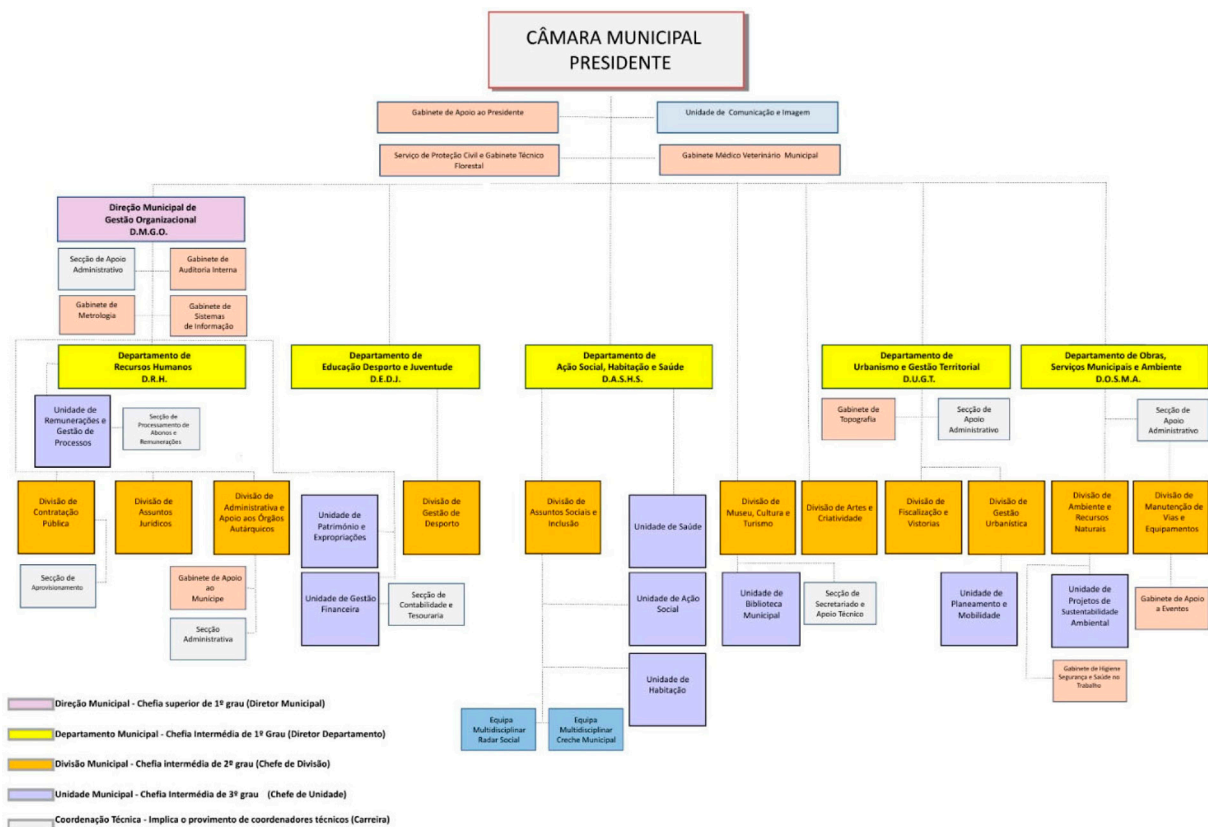 CÂMARA MUNICIPAL
PRESIDENTE
Gabinete de Apoio ao Presidente
Unidade de Comunicação e Imagem
Serviço de Proteção Civil e Gabinete Técnico
Florestal
Gabinete Médico Veterinário Municipal
Direção Municipal de
Gestão Organizacional
D.M.G.O.
Secção de Apoio
Administrativo
Gabinete de
Auditoria Interna
Gabinete de
Metrologia
Gabinete de
Sistemas
de Informação
Departamento de
Recursos Humanos
D.R.H.
Departamento de
Educação Desporto e Juventude
D.E.D.J.
Departamento de
Ação Social, Habitação e Saúde
D.A.S.H.S.
Departamento de
Urbanismo e Gestão Territorial
D.U.G.T.
Departamento de Obras,
Serviços Municipais e Ambiente
D.O.S.M.A.
Unidade de
Remunerações e
Gestão de
Processos
Secção de
Processamento de
Abonos e
Remunerações
Gabinete de
Topografia
Secção de
Apoio
Administrativo
Secção de
Apoio
Administrativo
Divisão de
Contratação
Pública
Divisão de
Assuntos
Jurídicos
Divisão de
Administrativa e
Apoio aos Órgãos
Autárquicos
Unidade de
Património e
Expropriações
Divisão de
Gestão de
Desporto
Divisão de
Assuntos Sociais e
Inclusão
Unidade de Saúde
Divisão de
Museu, Cultura e
Turismo
Divisão de Artes e
Criatividade
Divisão de
Fiscalização e
Vistorias
Divisão de
Gestão
Urbanística
Divisão de
Ambiente e
Recursos
Naturais
Divisão de
Manutenção de
Vias e
Equipamentos
Secção de
Aprovisionamento
Gabinete de Apoio
ao
Munícipe
Secção
Administrativa
Unidade de Gestão
Financeira
Secção de
Contabilidade e
Tesouraria
Unidade de Ação
Social
Unidade de
Biblioteca
Municipal
Secção de
Secretariado e
Apoio Técnico
Unidade de
Planeamento e
Mobilidade
Unidade de
Projetos de
Sustentabilidade
Ambiental
Gabinete de Apoio
a Eventos
Unidade de
Habitação
Gabinete de Higiene
Segurança e Saúde no
Trabalho
Equipa
Multidisciplinar
Radar Social
Equipa
Multidisciplinar
Creche Municipal
Direção Municipal - Chefia superior de 1º grau (Diretor Municipal)
Departamento Municipal - Chefia Intermédia de 1º Grau (Diretor Departamento)
Divisão Municipal - Chefia intermédia de 2º grau (Chefe de Divisão)
Unidade Municipal - Chefia Intermédia de 3º grau (Chefe de Unidade)
Coordenação Técnica - Implica o provimento de coordenadores técnicos (Carreira)